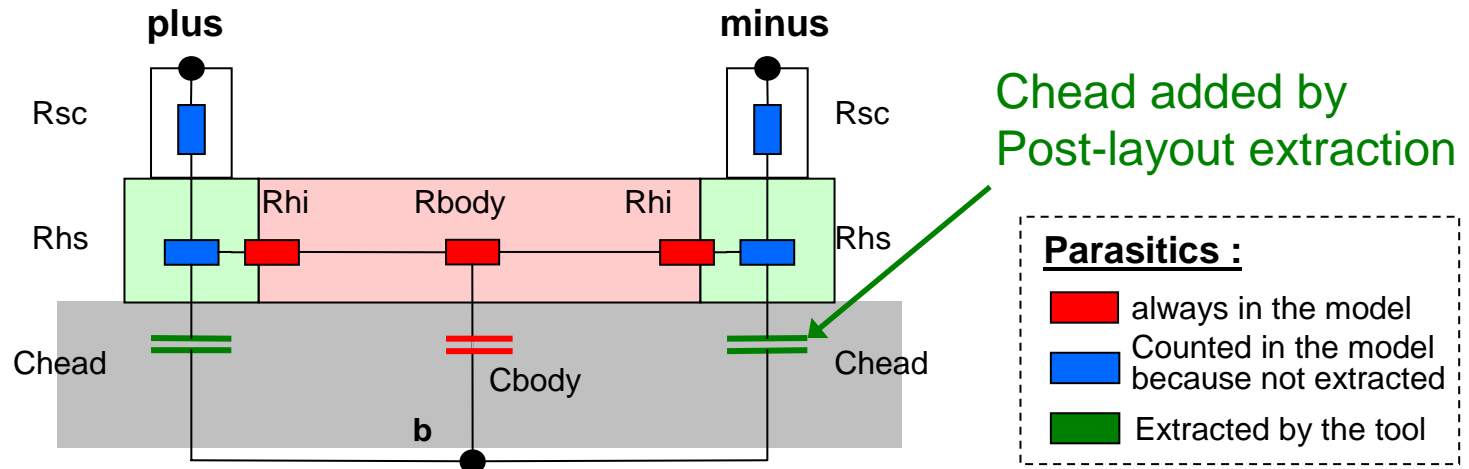 plus
minus
Rsc
Rsc
Chead added by
Post-layout extraction
Rhi
Rbody
Rhi
Rhs
Rhs
Parasitics :
always in the model
Counted in the model
because not extracted
Extracted by the tool
Chead
Cbody
Chead
b